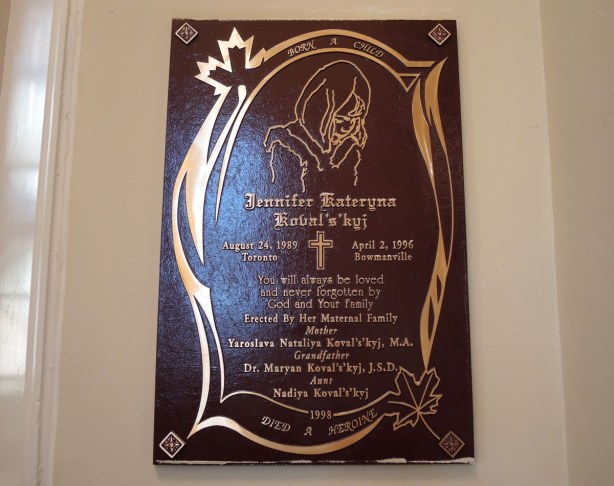 BORN A CHILD
Jennifer Kateryna
Koval's'kyj
August 24, 1989 April 2, 1996
Toronto Bowmanville
You will always be loved
and never forgotten by
God and Your Family
Erected By Her Maternal Family
Mother
Yaroslava Nataliya Koval's'kyj, M.A.
Grandfather
Dr. Maryan Koval's'kyj, J.S.D.
Aunt
Nadiya Koval's'kyj
1998
DIED A HEROINE